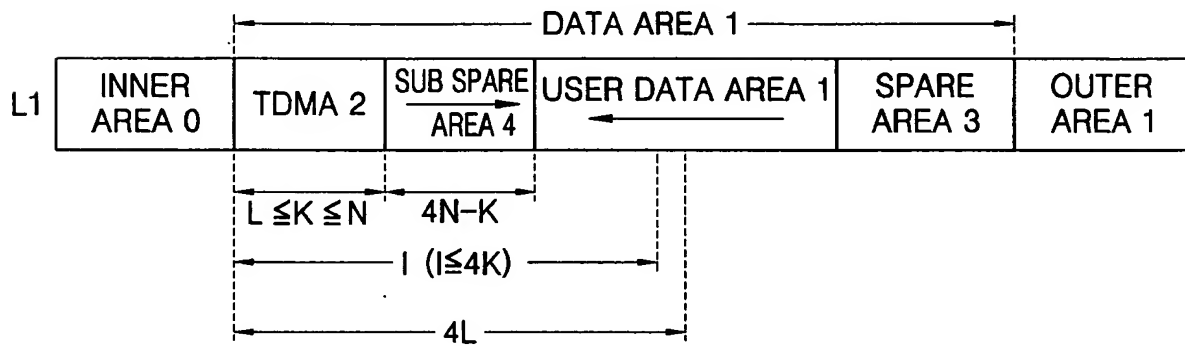 DATA AREA 1
L1
INNER AREA 0
TDMA 2
SUB SPARE AREA 4
USER DATA AREA 1
SPARE AREA 3
OUTER AREA 1
L ≦K ≦N
4N-K
I (I≦4K)
4L